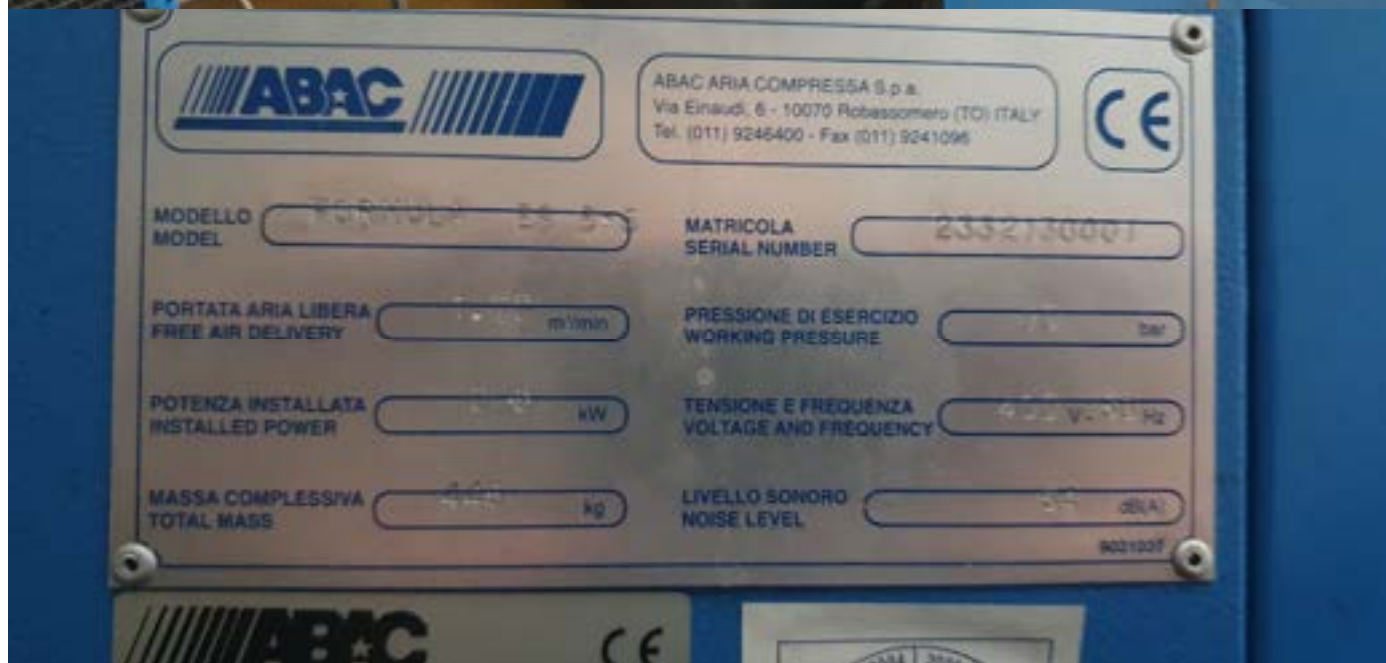 ABAC
ABAC ARIA COMPRESSA S.p.a.
Via Einaudi, 6 - 10070 Robassomero (TO) ITALY
Tel. (011) 9246400 - Fax (011) 9241096
CE
MODELLO
MODEL
FORMULA
MATRICOLA
SERIAL NUMBER
2332130001
PORTATA ARIA LIBERA
FREE AIR DELIVERY
m³/min
PRESSIONE DI ESERCIZIO
WORKING PRESSURE
bar
POTENZA INSTALLATA
INSTALLED POWER
kW
TENSIONE E FREQUENZA
VOLTAGE AND FREQUENCY
V - Hz
MASSA COMPLESSIVA
TOTAL MASS
kg
LIVELLO SONORO
NOISE LEVEL
dB(A)
ABAC
CE